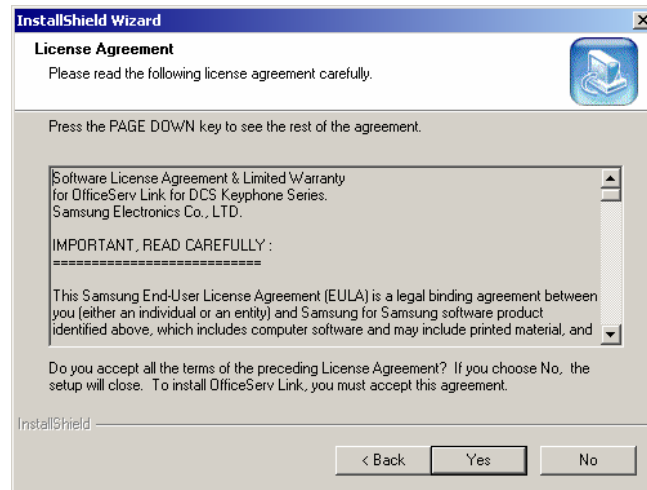 InstallShield Wizard
License Agreement
Please read the following license agreement carefully.
Press the PAGE DOWN key to see the rest of the agreement.
Software License Agreement & Limited Warranty
for OfficeServ Link for DCS Keyphone Series.
Samsung Electronics Co., LTD.
IMPORTANT, READ CAREFULLY :
===========================
This Samsung End-User License Agreement (EULA) is a legal binding agreement between
you (either an individual or an entity) and Samsung for Samsung software product
identified above, which includes computer software and may include printed material, and
Do you accept all the terms of the preceding License Agreement?  If you choose No,  the
setup will close.  To install OfficeServ Link, you must accept this agreement.
InstallShield
< Back
Yes
No